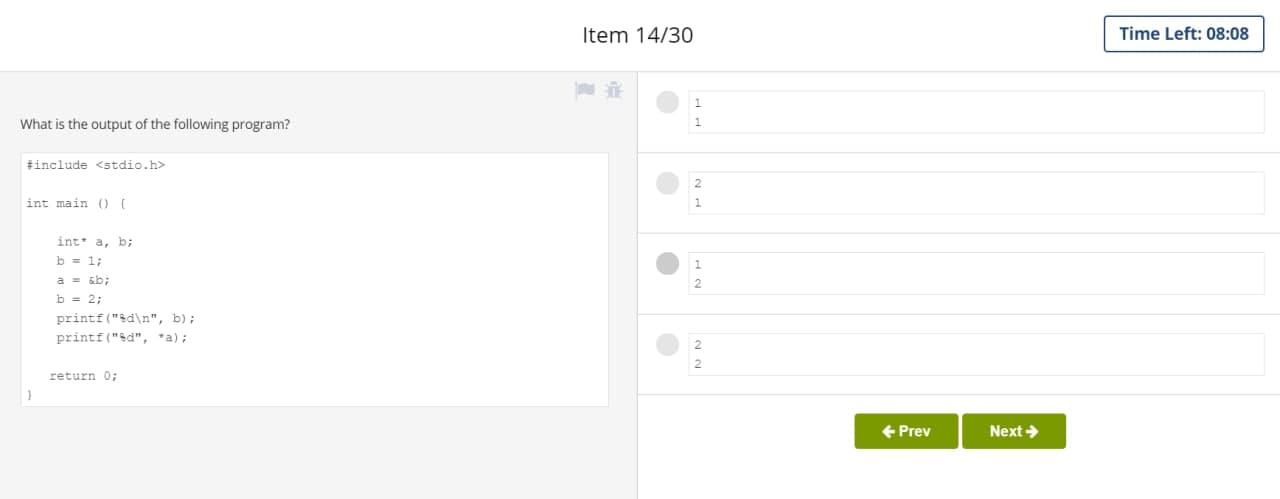 Item 14/30
Time Left: 08:08
What is the output of the following program?
#include <stdio.h>
int main () {
int* a, b;
b = 1;
a = &b;
b = 2;
printf("%d\n", b);
printf("%d", *a);
return 0;
}
1
1
2
1
1
2
2
2
Prev
Next